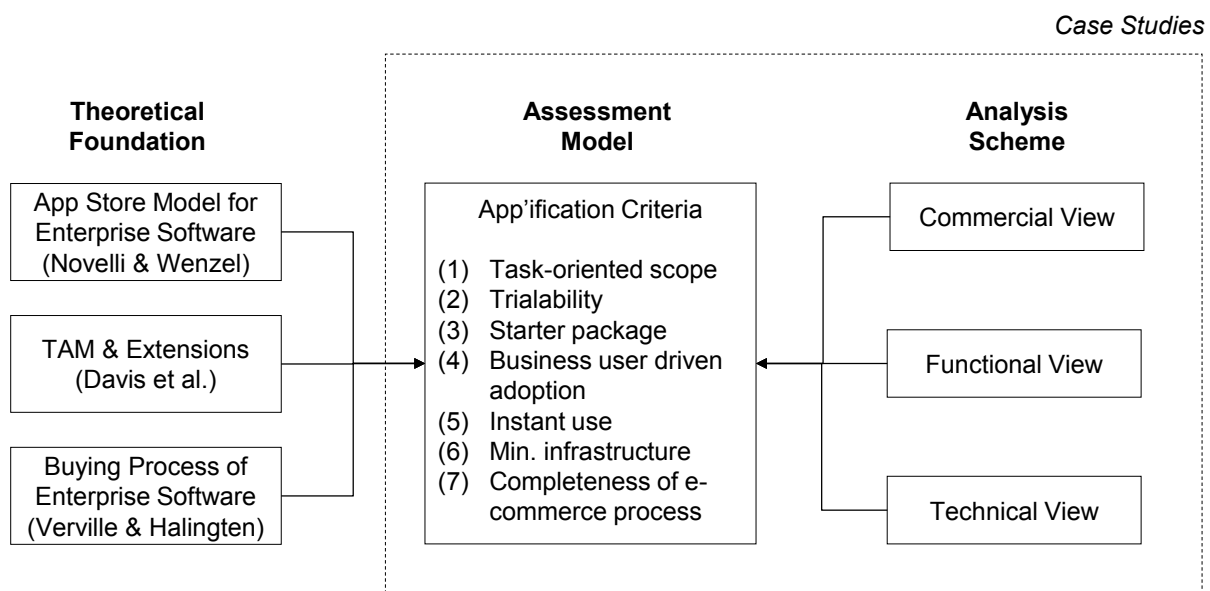 Case Studies
Theoretical
Foundation
App Store Model for
Enterprise Software
(Novelli & Wenzel)
TAM & Extensions
(Davis et al.)
Buying Process of
Enterprise Software
(Verville & Halingten)
Assessment
Model
App’ification Criteria
(1) Task-oriented scope
(2) Trialability
(3) Starter package
(4) Business user driven
adoption
(5) Instant use
(6) Min. infrastructure
(7) Completeness of e-
commerce process
Analysis
Scheme
Commercial View
Functional View
Technical View